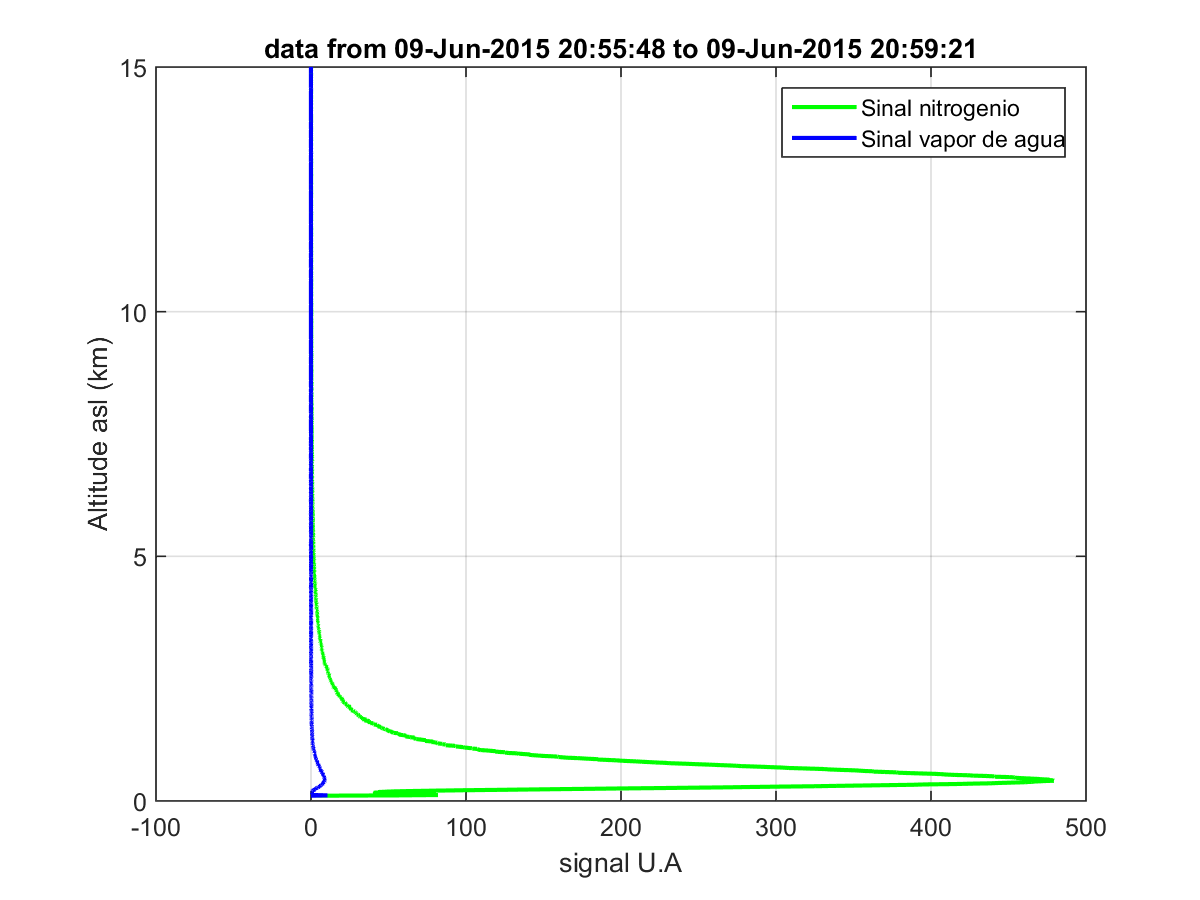 data from 09-Jun-2015 20:55:48 to 09-Jun-2015 20:59:21
Sinal nitrogenio
Sinal vapor de agua
15
10
5
0
Altitude asl (km)
-100 0 100 200 300 400 500
signal U.A